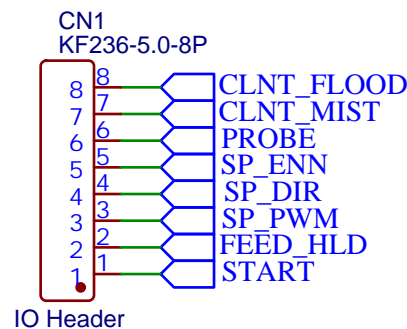 CN1
KF236-5.0-8P
8 8 CLNT_FLOOD
7 7 CLNT_MIST
6 6 PROBE
5 5 SP_ENN
4 4 SP_DIR
3 3 SP_PWM
2 2 FEED_HLD
1 1 START
IO Header